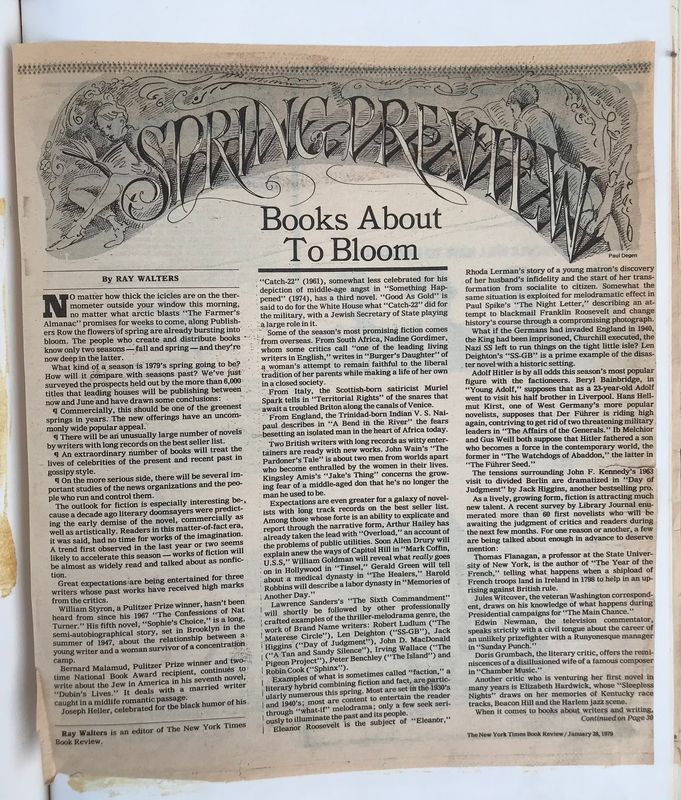 SPRING PREVIEW
Paul Degen
Books About
To Bloom
By RAY WALTERS
NO matter how thick the icicles are on the ther-
mometer outside your window this morning,
no matter what arctic blasts "The Farmer's
Almanac" promises for weeks to come, along Publish-
ers Row the flowers of spring are already bursting into
bloom. The people who create and distribute books
know only two seasons — fall and spring — and they're
now deep in the latter.
What kind of a season is 1979's spring going to be?
How will it compare with seasons past? We've just
surveyed the prospects held out by the more than 6,000
titles that leading houses will be publishing between
now and June and have drawn some conclusions:
¶ Commercially, this should be one of the greenest
springs in years. The new offerings have an uncom-
monly wide popular appeal.
¶ There will be an unusually large number of novels
by writers with long records on the best seller list.
¶ An extraordinary number of books will treat the
lives of celebrities of the present and recent past in
gossipy style.
¶ On the more serious side, there will be several im-
portant studies of the news organizations and the peo-
ple who run and control them.
The outlook for fiction is especially interesting be-
cause a decade ago literary doomsayers were predict-
ing the early demise of the novel, commercially as
well as artistically. Readers in this matter-of-fact era,
it was said, had no time for works of the imagination.
A trend first observed in the last year or two seems
likely to accelerate this season — works of fiction will
be almost as widely read and talked about as nonfic-
tion.
Great expectations are being entertained for three
writers whose past works have received high marks
from the critics.
William Styron, a Pulitzer Prize winner, hasn't been
heard from since his 1967 "The Confessions of Nat
Turner." His fifth novel, "Sophie's Choice," is a long,
semi-autobiographical story, set in Brooklyn in the
summer of 1947, about the relationship between a
young writer and a woman survivor of a concentration
camp.
Bernard Malamud, Pulitzer Prize winner and two-
time National Book Award recipient, continues to
write about the Jew in America in his seventh novel,
"Dubin's Lives." It deals with a married writer
caught in a midlife romantic passage.
Joseph Heller, celebrated for the black humor of his
Ray Walters is an editor of The New York Times
Book Review.
"Catch-22" (1961), somewhat less celebrated for his
depiction of middle-age angst in "Something Hap-
pened" (1974), has a third novel. "Good As Gold" is
said to do for the White House what "Catch-22" did for
the military, with a Jewish Secretary of State playing
a large role in it.
Some of the season's most promising fiction comes
from overseas. From South Africa, Nadine Gordimer,
whom some critics call "one of the leading living
writers in English," writes in "Burger's Daughter" of
a woman's attempt to remain faithful to the liberal
tradition of her parents while making a life of her own
in a closed society.
From Italy, the Scottish-born satirist Muriel
Spark tells in "Territorial Rights" of the snares that
await a troubled Briton along the canals of Venice.
From England, the Trinidad-born Indian V. S. Nai-
paul describes in "A Bend in the River" the fears
besetting an isolated man in the heart of Africa today.
Two British writers with long records as witty enter-
tainers are ready with new works. John Wain's "The
Pardoner's Tale" is about two men from worlds apart
who become enthralled by the women in their lives.
Kingsley Amis's "Jake's Thing" concerns the grow-
ing fear of a middle-aged don that he's no longer the
man he used to be.
Expectations are even greater for a galaxy of novel-
ists with long track records on the best seller list.
Among those whose forte is an ability to explicate and
report through the narrative form, Arthur Hailey has
already taken the lead with "Overload," an account of
the problems of public utilities. Soon Allen Drury will
explain anew the ways of Capitol Hill in "Mark Coffin,
U.S.S," William Goldman will reveal what really goes
on in Hollywood in "Tinsel," Gerald Green will tell
about a medical dynasty in "The Healers," Harold
Robbins will describe a labor dynasty in "Memories of
Another Day."
Lawrence Sanders's "The Sixth Commandment"
will shortly be followed by other professionally
crafted examples of the thriller-melodrama genre, the
work of Brand Name writers: Robert Ludlum ("The
Materese Circle"), Len Deighton ("SS-GB"), Jack
Higgins ("Day of Judgment"), John D. MacDonald
("A Tan and Sandy Silence"), Irving Wallace ("The
Pigeon Project"), Peter Benchley ("The Island") and
Robin Cook ("Sphinx").
Examples of what is sometimes called "faction," a
literary hybrid combining fiction and fact, are partic-
ularly numerous this spring. Most are set in the 1930's
and 1940's; most are content to entertain the reader
through "what-if" melodrama; only a few seek seri-
ously to illuminate the past and its people.
Eleanor Roosevelt is the subject of "Eleanor,"
Rhoda Lerman's story of a young matron's discovery
of her husband's infidelity and the start of her trans-
formation from socialite to citizen. Somewhat the
same situation is exploited for melodramatic effect in
Paul Spike's "The Night Letter," describing an at-
tempt to blackmail Franklin Roosevelt and change
history's course through a compromising photograph.
What if the Germans had invaded England in 1940,
the King had been imprisoned, Churchill executed, the
Nazi SS left to run things on the tight little isle? Len
Deighton's "SS-GB" is a prime example of the disas-
ter novel with a historic setting.
Adolf Hitler is by all odds this season's most popular
figure with the factioneers. Beryl Bainbridge, in
"Young Adolf," supposes that as a 23-year-old Adolf
went to visit his half brother in Liverpool. Hans Hell-
mut Kirst, one of West Germany's more popular
novelists, supposes that Der Führer is riding high
again, contriving to get rid of two threatening military
leaders in "The Affairs of the Generals." Ib Melchior
and Gus Weill both suppose that Hitler fathered a son
who becomes a force in the contemporary world, the
former in "The Watchdogs of Abaddon," the latter in
"The Führer Seed."
The tensions surrounding John F. Kennedy's 1963
visit to divided Berlin are dramatized in "Day of
Judgment" by Jack Higgins, another bestselling pro.
As a lively, growing form, fiction is attracting much
new talent. A recent survey by Library Journal enu-
merated more than 60 first novelists who will be
awaiting the judgment of critics and readers during
the next few months. For one reason or another, a few
are being talked about enough in advance to deserve
mention:
Thomas Flanagan, a professor at the State Univer-
sity of New York, is the author of "The Year of the
French," telling what happens when a shipload of
French troops land in Ireland in 1798 to help in an up-
rising against British rule.
Jules Witcover, the veteran Washington correspond-
ent, draws on his knowledge of what happens during
Presidential campaigns for "The Main Chance."
Edwin Newman, the television commentator,
speaks strictly with a civil tongue about the career of
an unlikely prizefighter with a Runyonesque manager
in "Sunday Punch."
Doris Grumbach, the literary critic, offers the remi-
niscences of a disillusioned wife of a famous composer
in "Chamber Music."
Another critic who is venturing her first novel in
many years is Elizabeth Hardwick, whose "Sleepless
Nights" draws on her memories of Kentucky race
tracks, Beacon Hill and the Harlem jazz scene.
When it comes to books about writers and writing,
Continued on Page 30
The New York Times Book Review/January 28, 1979